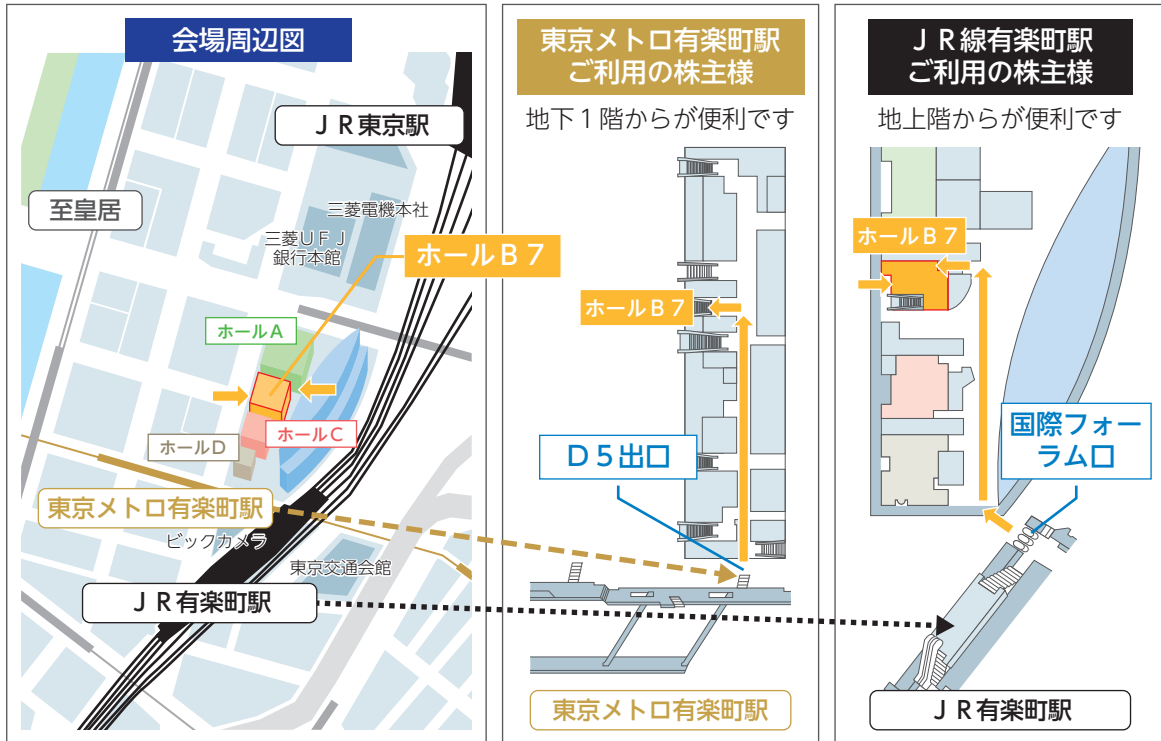 会場周辺図
ＪＲ東京駅
至皇居
三菱電機本社
三菱ＵＦＪ
銀行本館
ホールＢ７
ホールＡ
ホールＣ
ホールＤ
東京メトロ有楽町駅
ビックカメラ
東京交通会館
ＪＲ有楽町駅
東京メトロ有楽町駅
ご利用の株主様
地下１階からが便利です
ホールＢ７
Ｄ５出口
東京メトロ有楽町駅
ＪＲ線有楽町駅
ご利用の株主様
地上階からが便利です
ホールＢ７
国際フォー
ラム口
ＪＲ有楽町駅